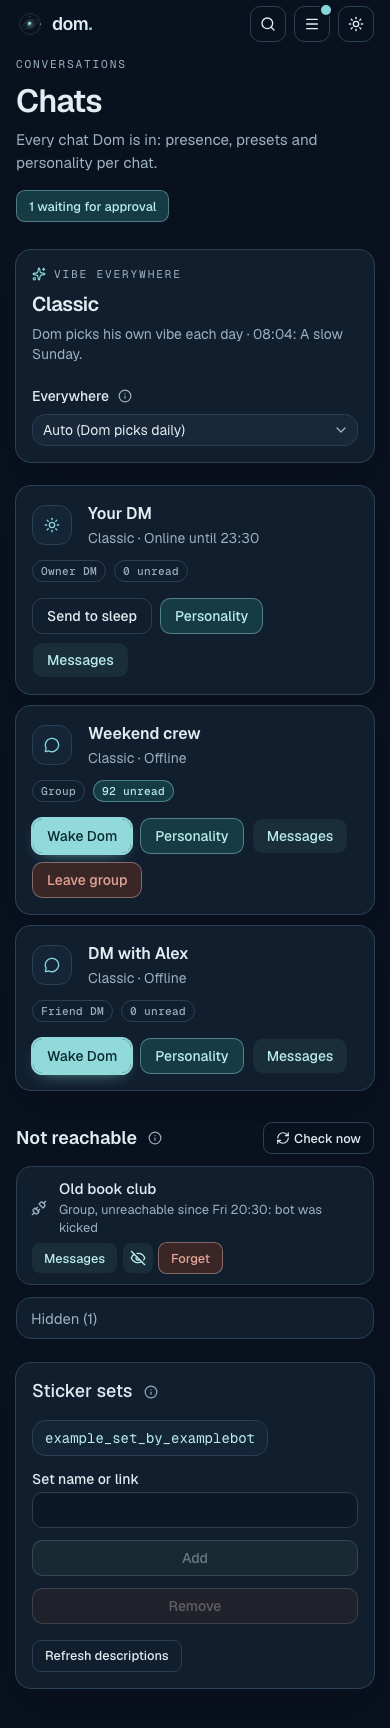 dom.
CONVERSATIONS
Chats
Every chat Dom is in: presence, presets and
personality per chat.
1 waiting for approval
VIBE EVERYWHERE
Classic
Dom picks his own vibe each day · 08:04: A slow
Sunday.
Everywhere
Auto (Dom picks daily)
Your DM
Classic · Online until 23:30
Owner DM 0 unread
Send to sleep Personality
Messages
Weekend crew
Classic · Offline
Group 92 unread
Wake Dom Personality Messages
Leave group
DM with Alex
Classic · Offline
Friend DM 0 unread
Wake Dom Personality Messages
Not reachable Check now
Old book club
Group, unreachable since Fri 20:30: bot was
kicked
Messages Forget
Hidden (1)
Sticker sets
example_set_by_examplebot
Set name or link
Add
Remove
Refresh descriptions